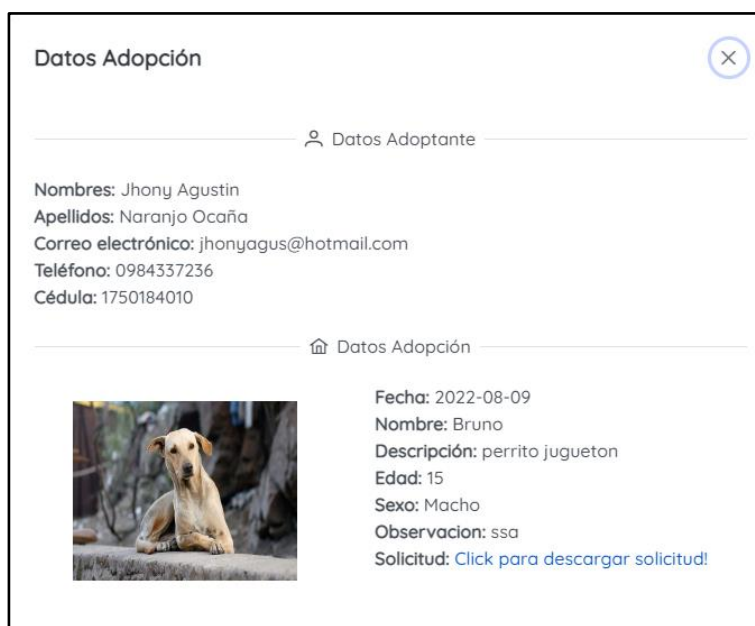 Datos Adopción
Datos Adoptante
Nombres: Jhony Agustin
Apellidos: Naranjo Ocaña
Correo electrónico: jhonyagus@hotmail.com
Teléfono: 0984337236
Cédula: 1750184010
Datos Adopción
Fecha: 2022-08-09
Nombre: Bruno
Descripción: perrito jugueton
Edad: 15
Sexo: Macho
Observacion: ssa
Solicitud: Click para descargar solicitud!